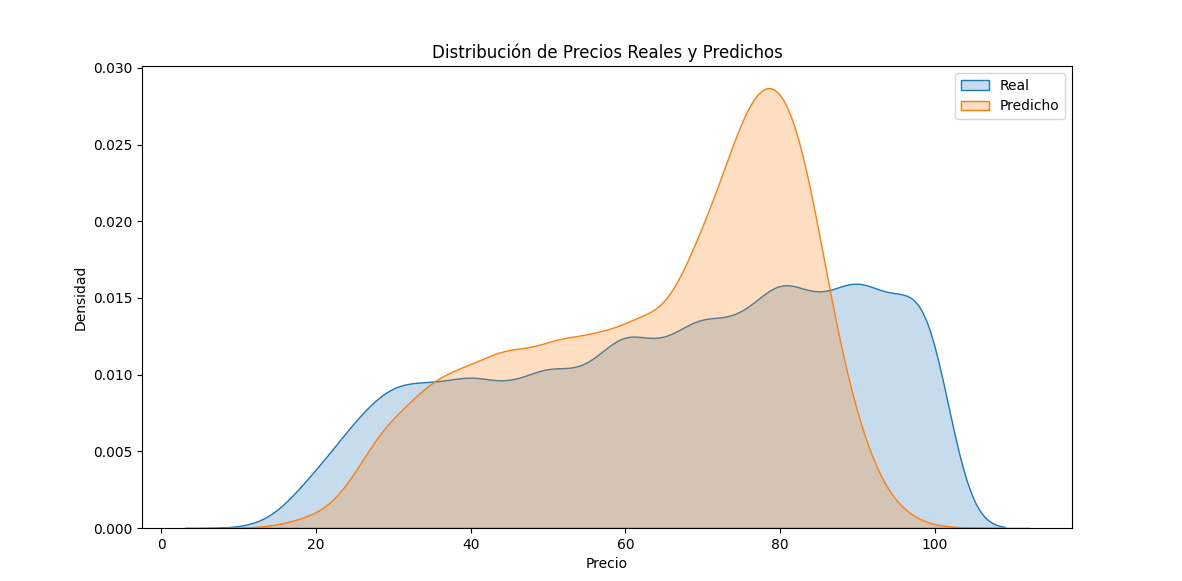 Distribución de Precios Reales y Predichos
Real
Predicho
0.030
0.025
0.020
0.015
0.010
0.005
0.000
Densidad
0 20 40 60 80 100
Precio